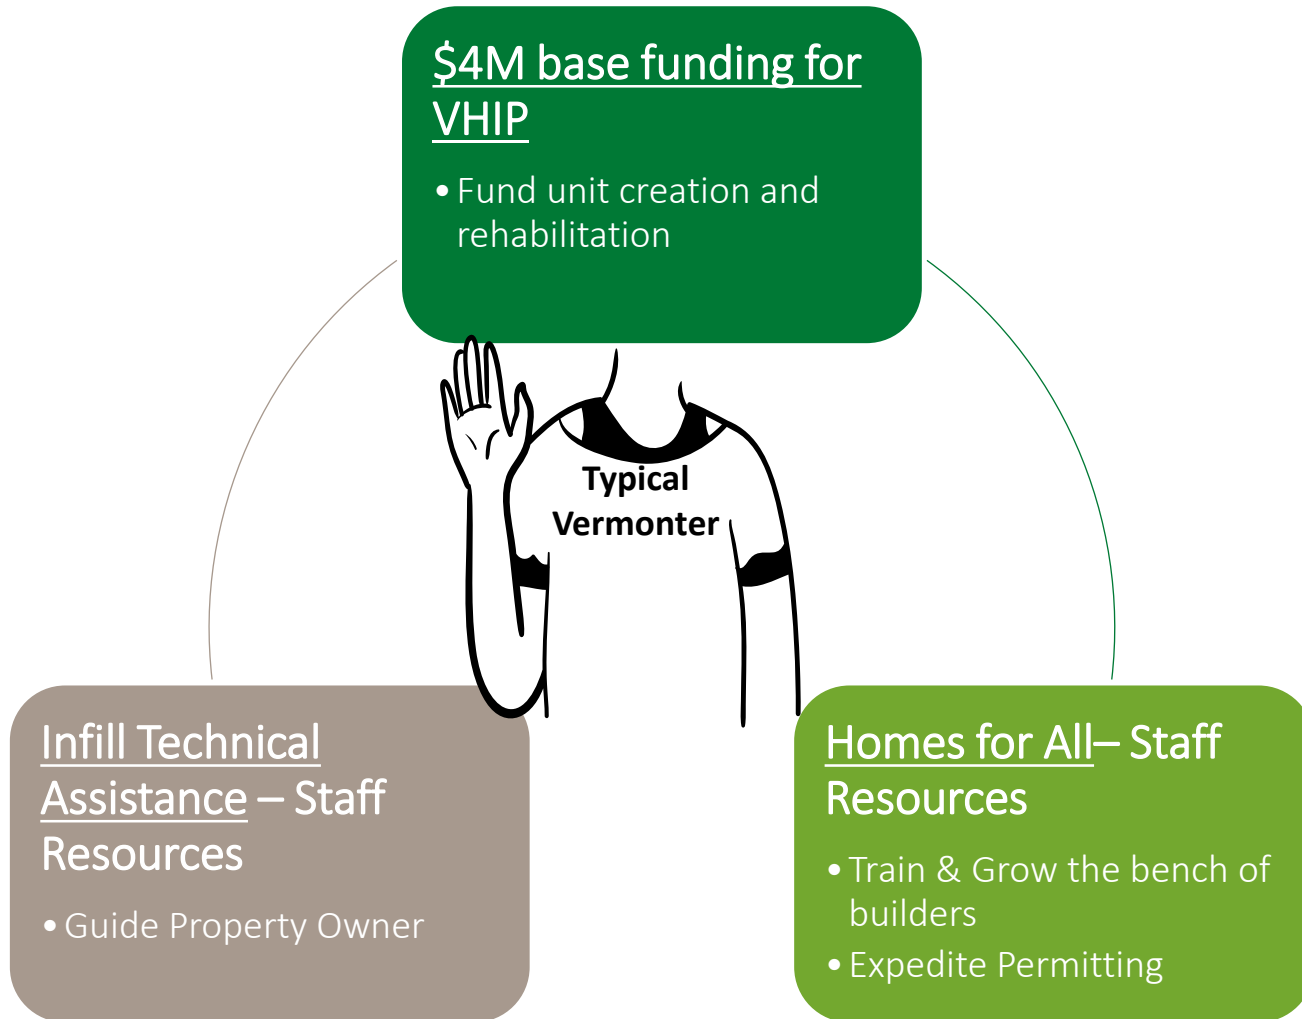 $4M base funding for
VHIP
• Fund unit creation and
rehabilitation
Typical
Vermonter
Infill Technical
Assistance – Staff
Resources
• Guide Property Owner
Homes for All– Staff
Resources
• Train & Grow the bench of
builders
• Expedite Permitting